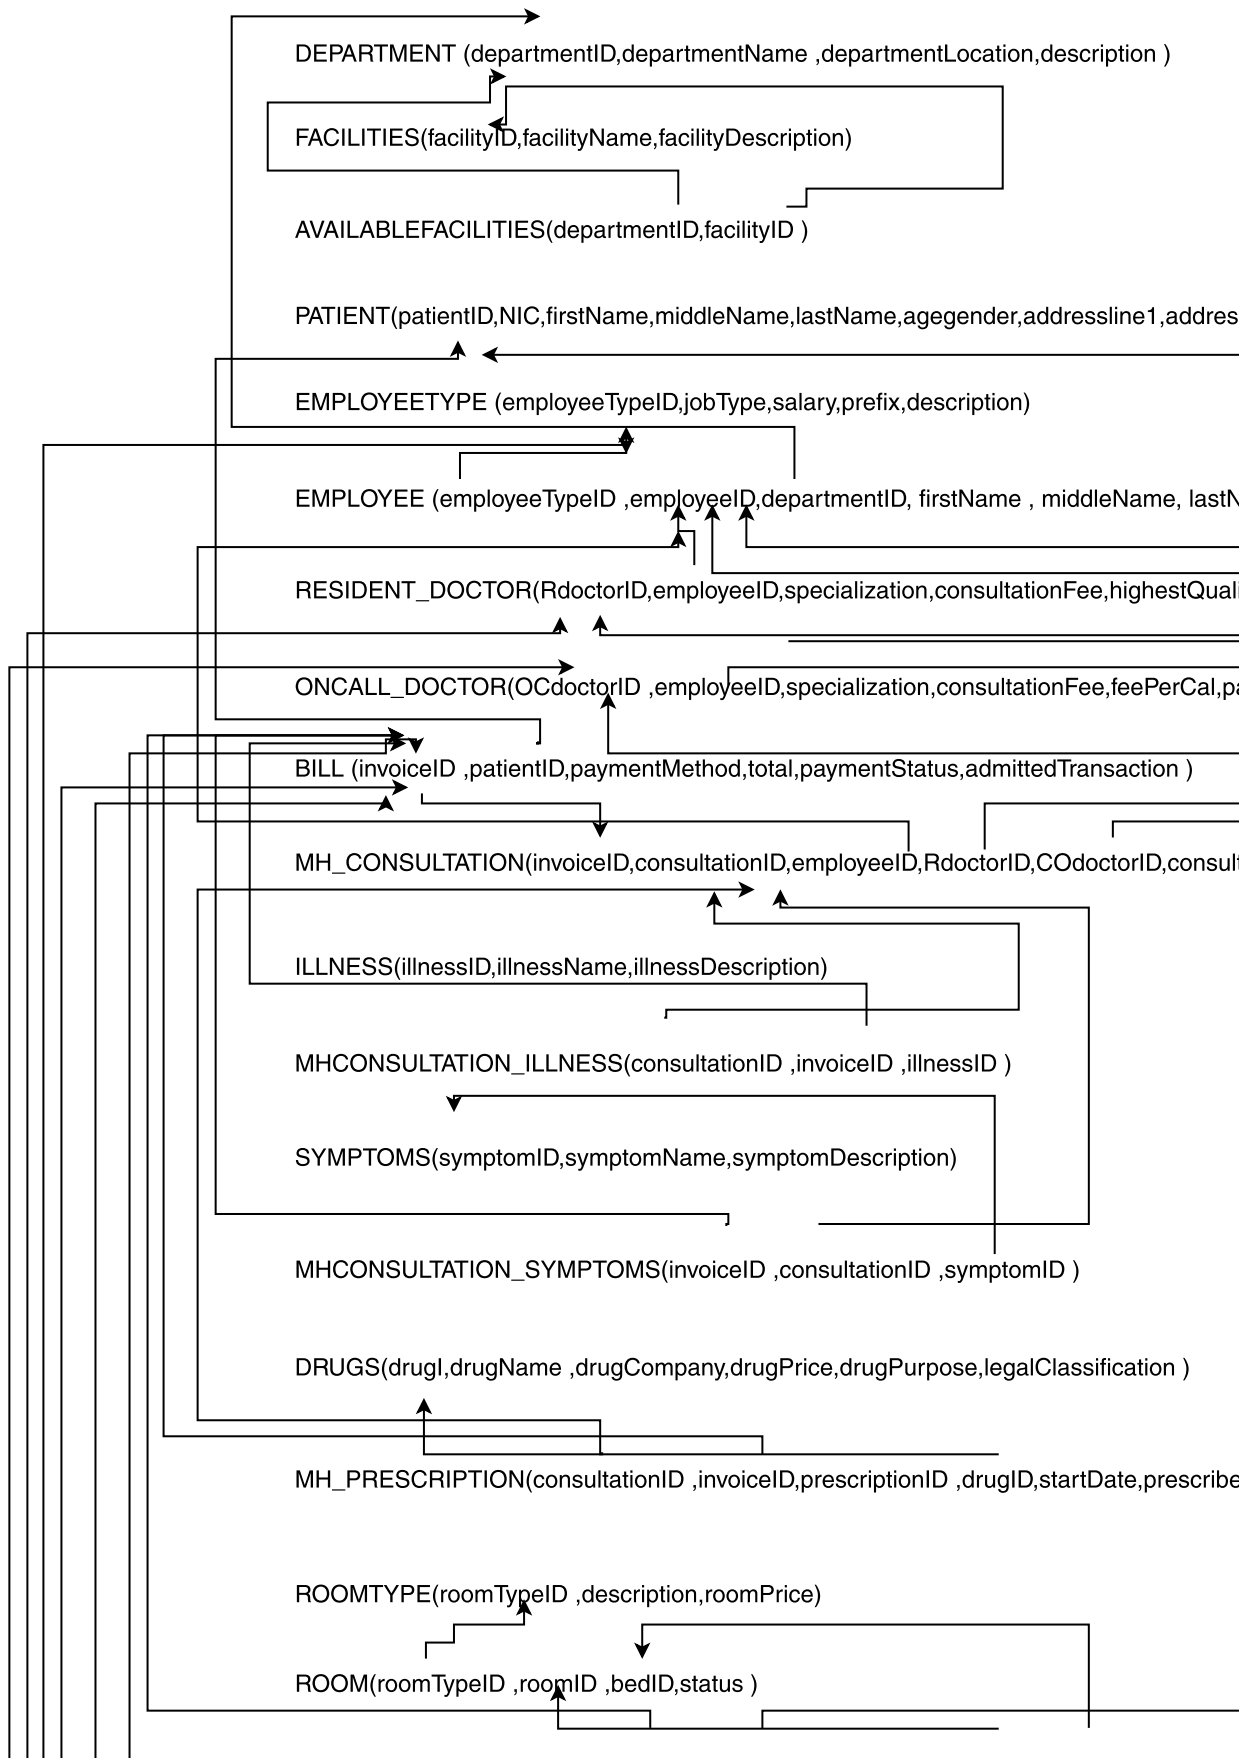 DEPARTMENT (departmentID,departmentName ,departmentLocation,description )
FACILITIES(facilityID,facilityName,facilityDescription)
AVAILABLEFACILITIES(departmentID,facilityID )
PATIENT(patientID,NIC,firstName,middleName,lastName,agegender,addressline1,addres
EMPLOYEETYPE (employeeTypeID,jobType,salary,prefix,description)
EMPLOYEE (employeeTypeID ,employeeID,departmentID, firstName , middleName, lastN
RESIDENT_DOCTOR(RdoctorID,employeeID,specialization,consultationFee,highestQuali
ONCALL_DOCTOR(OCdoctorID ,employeeID,specialization,consultationFee,feePerCal,pa
BILL (invoiceID ,patientID,paymentMethod,total,paymentStatus,admittedTransaction )
MH_CONSULTATION(invoiceID,consultationID,employeeID,RdoctorID,COdoctorID,consult
ILLNESS(illnessID,illnessName,illnessDescription)
MHCONSULTATION_ILLNESS(consultationID ,invoiceID ,illnessID )
SYMPTOMS(symptomID,symptomName,symptomDescription)
MHCONSULTATION_SYMPTOMS(invoiceID ,consultationID ,symptomID )
DRUGS(drugI,drugName ,drugCompany,drugPrice,drugPurpose,legalClassification )
MH_PRESCRIPTION(consultationID ,invoiceID,prescriptionID ,drugID,startDate,prescribe
ROOMTYPE(roomTypeID ,description,roomPrice)
ROOM(roomTypeID ,roomID ,bedID,status )